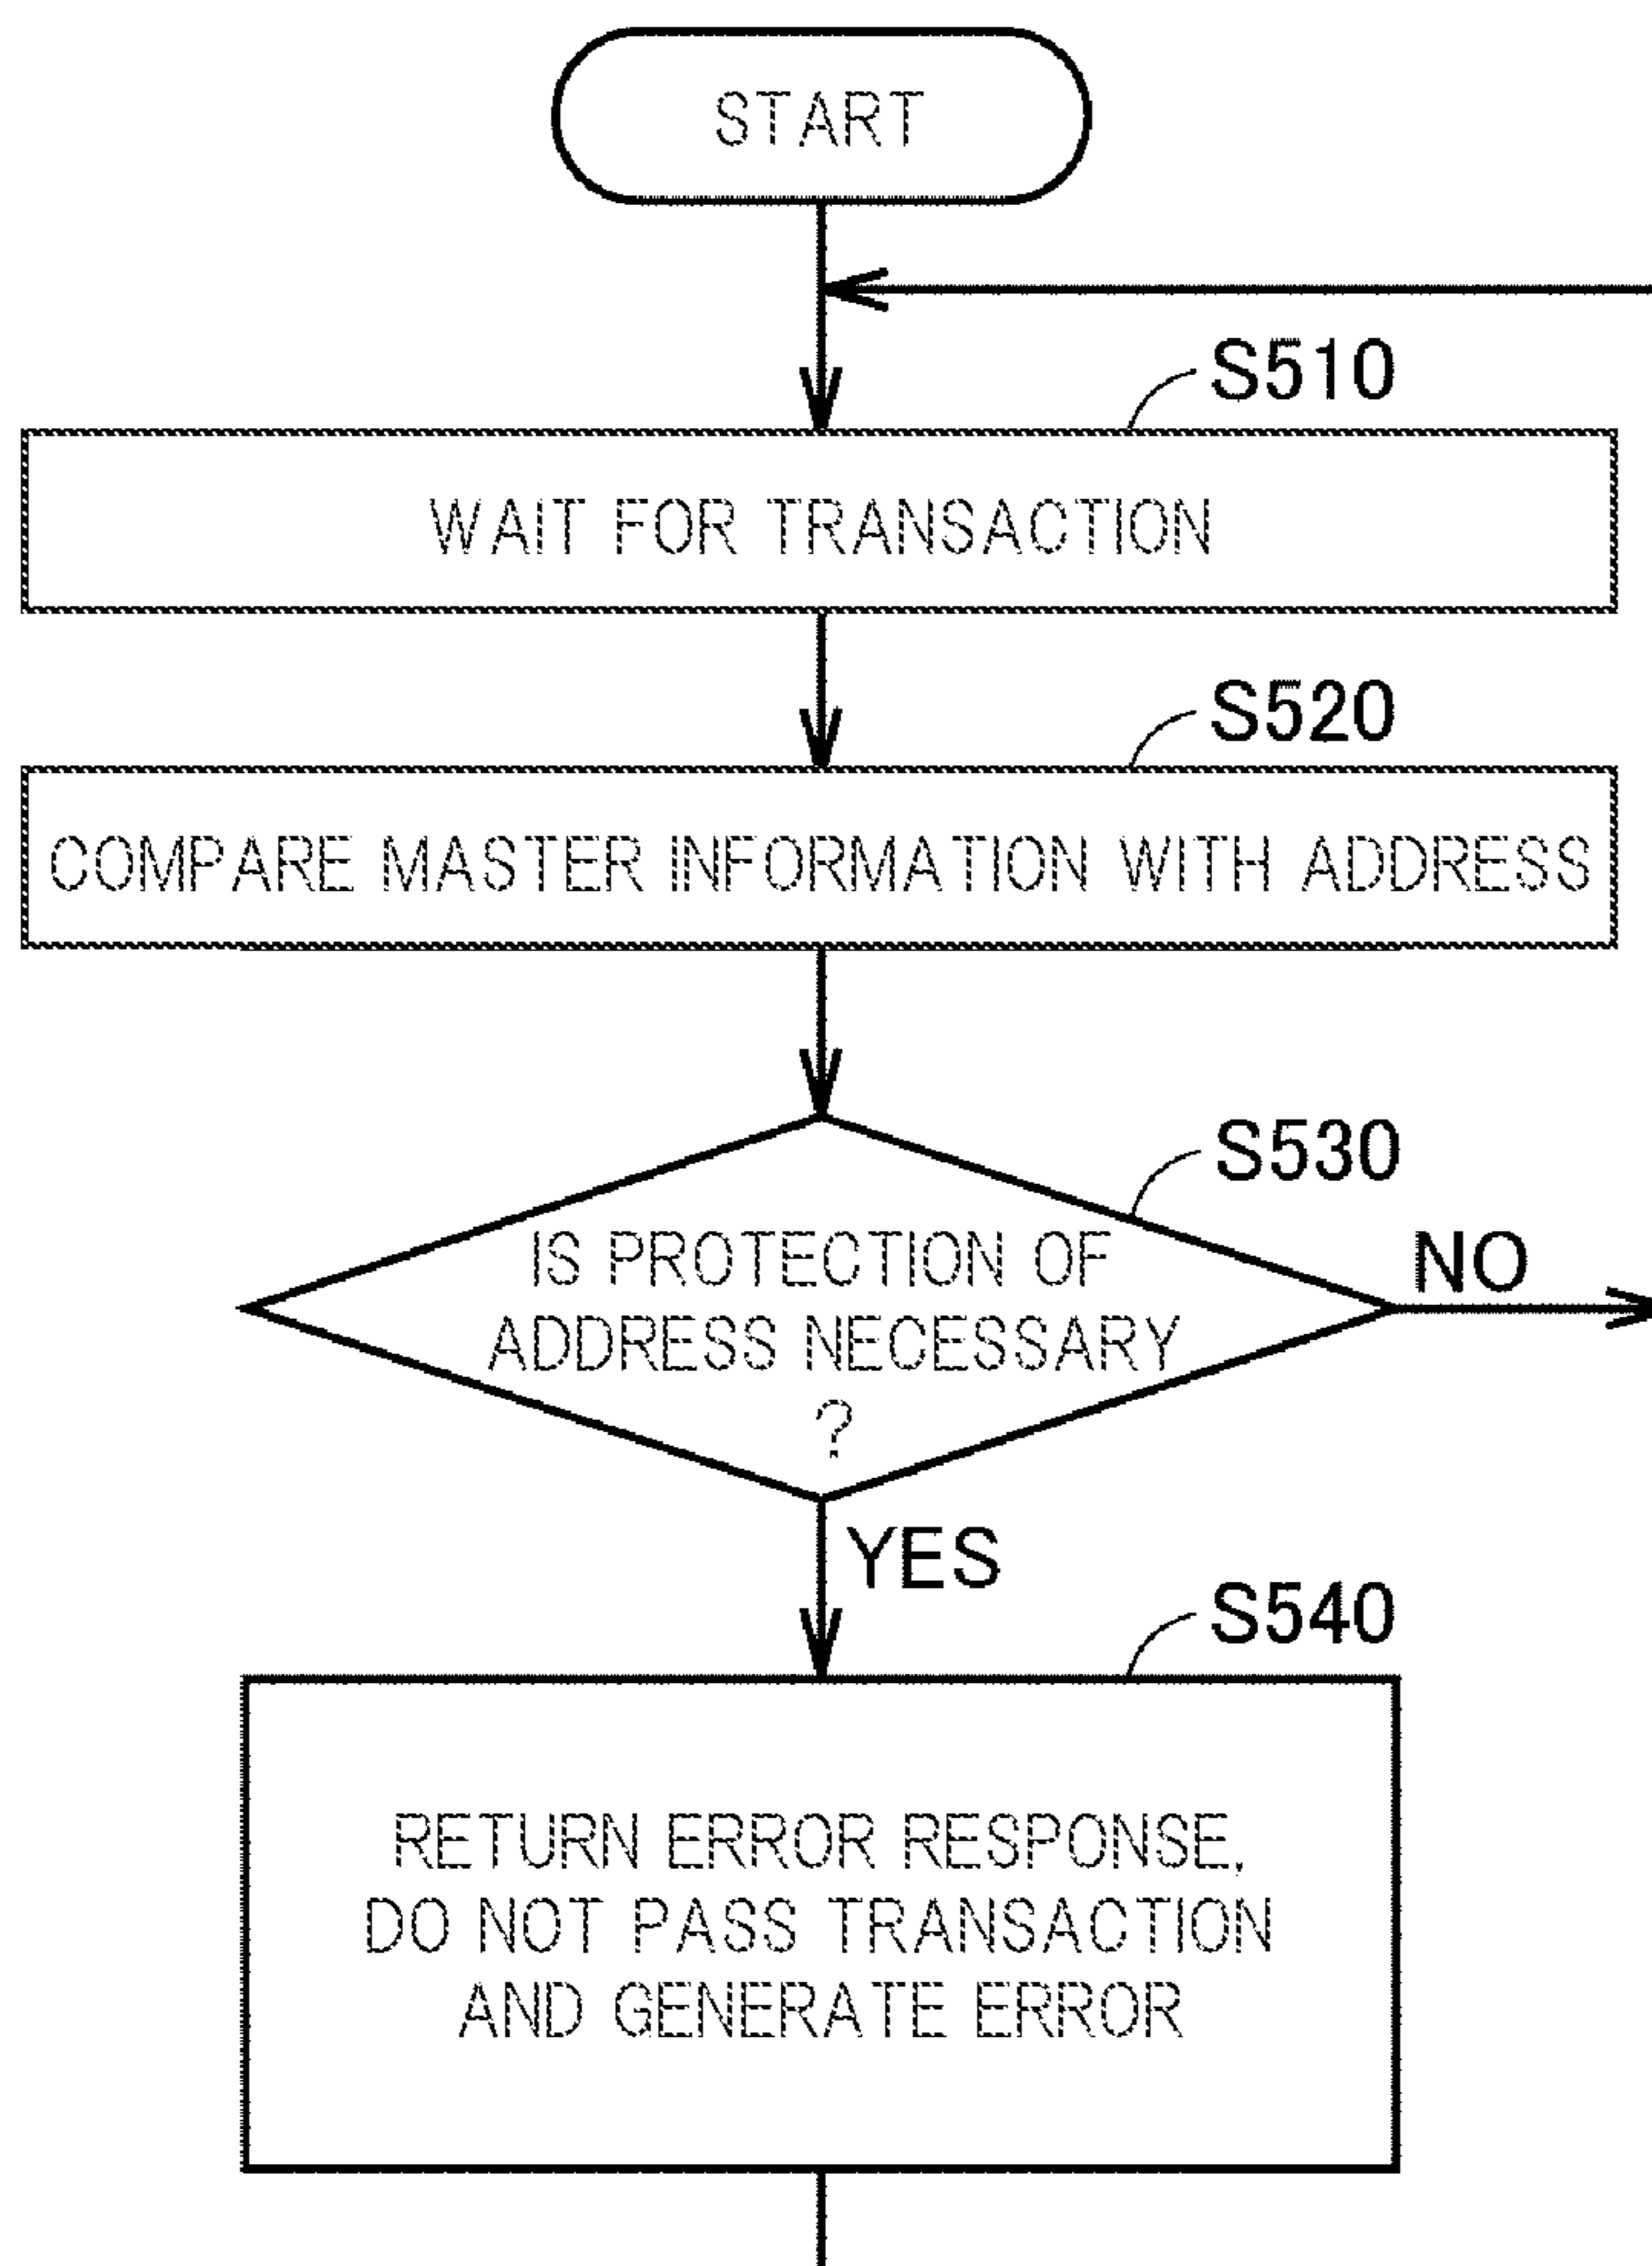 START
S510
WAIT FOR TRANSACTION
S520
COMPARE MASTER INFORMATION WITH ADDRESS
S530
IS PROTECTION OF
ADDRESS NECESSARY
?
NO
YES
S540
RETURN ERROR RESPONSE,
DO NOT PASS TRANSACTION
AND GENERATE ERROR